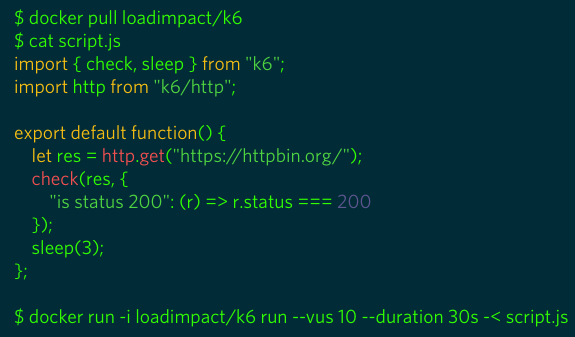 $ docker pull loadimpact/k6
$ cat script.js
import { check, sleep } from "k6";
import http from "k6/http";
export default function() {
let res = http.get("https://httpbin.org/");
check(res, {
"is status 200": (r) => r.status === 200
});
sleep(3);
};
$ docker run -i loadimpact/k6 run --vus 10 --duration 30s -< script.js